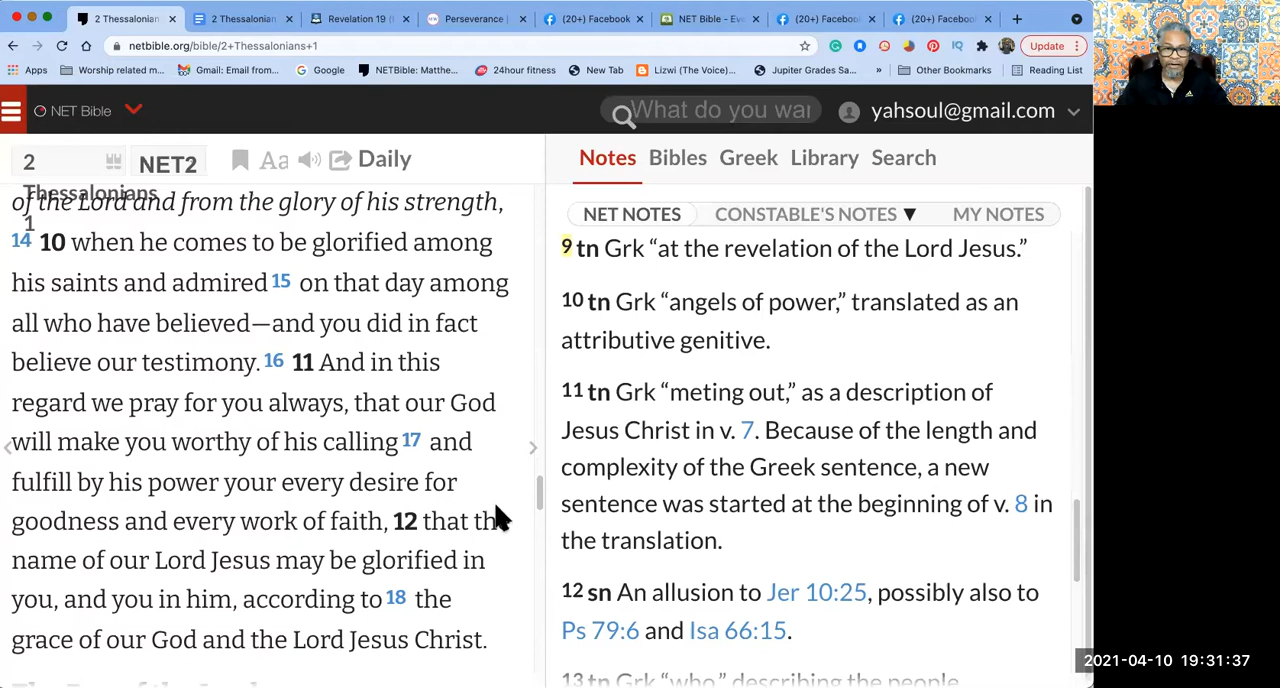 2 Thessalonian
2 Thessalonian
Revelation 19 (
Perseverance
(20+) Facebook
NET Bible - Ev
(20+) Facebo
(20+) Faceboo
netbible.org/bible/2+Thessalonians+1
Update
Apps
Worship related m...
Gmail: Email from...
Google
NETBible: Matthe...
24hour fitness
New Tab
Lizwi (The Voice)...
Jupiter Grades Sa...
»
Other Bookmarks
Reading List
NET Bible
What do you wan
yahsoul@gmail.com
2
Thessalonians
1
NET2
Aa
Daily
of the Lord and from the glory of his strength,
14 10 when he comes to be glorified among
his saints and admired 15 on that day among
all who have believed—and you did in fact
believe our testimony. 16 11 And in this
regard we pray for you always, that our God
will make you worthy of his calling 17 and
fulfill by his power your every desire for
goodness and every work of faith, 12 that the
name of our Lord Jesus may be glorified in
you, and you in him, according to 18 the
grace of our God and the Lord Jesus Christ.
Notes
Bibles
Greek
Library
Search
NET NOTES
CONSTABLE'S NOTES ▼
MY NOTES
9 tn Grk “at the revelation of the Lord Jesus.”
10 tn Grk “angels of power,” translated as an
attributive genitive.
11 tn Grk “meting out,” as a description of
Jesus Christ in v. 7. Because of the length and
complexity of the Greek sentence, a new
sentence was started at the beginning of v. 8 in
the translation.
12 sn An allusion to Jer 10:25, possibly also to
Ps 79:6 and Isa 66:15.
13 tn Grk “who,” describing the people
2021-04-10 19:31:37